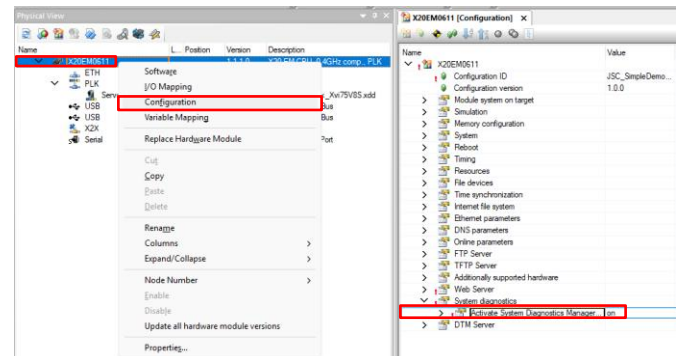 Physical View
Name L... Position Version Description
X20EM0611 1.1.1.0 X20 EM CPU, 0.4GHz comp., PLK
ETH
PLK
Serv _Xvi75V8S.xdd
USB Bus
USB Bus
X2X
Serial Port
Software
I/O Mapping
Configuration
Variable Mapping
Replace Hardware Module
Cut
Copy
Paste
Delete
Rename
Columns
Expand/Collapse
Node Number
Enable
Disable
Update all hardware module versions
Properties...
X20EM0611 [Configuration]
Name Value
X20EM0611
Configuration ID JSC_SimpleDemo...
Configuration version 1.0.0
Module system on target
Simulation
Memory configuration
System
Reboot
Timing
Resources
File devices
Time synchronization
Internet file system
Ethernet parameters
DNS parameters
Online parameters
FTP Server
TFTP Server
Additionally supported hardware
Web Server
System diagnostics
Activate System Diagnostics Manager... on
DTM Server